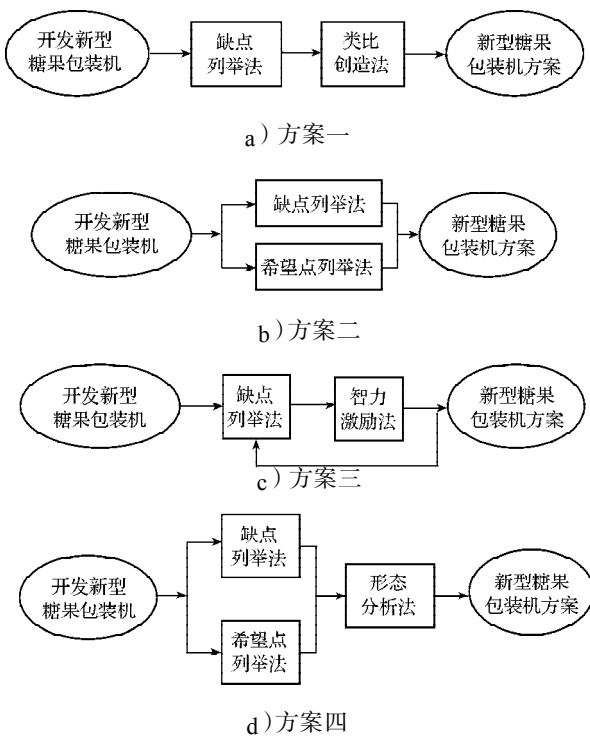 开发新型
糖果包装机
缺点
列举法
类比
创造法
新型糖果
包装机方案
a）方案一
开发新型
糖果包装机
缺点列举法
希望点列举法
新型糖果
包装机方案
b）方案二
开发新型
糖果包装机
缺点
列举法
智力
激励法
新型糖果
包装机方案
c）方案三
开发新型
糖果包装机
缺点
列举法
希望点
列举法
形态
分析法
新型糖果
包装机方案
d）方案四